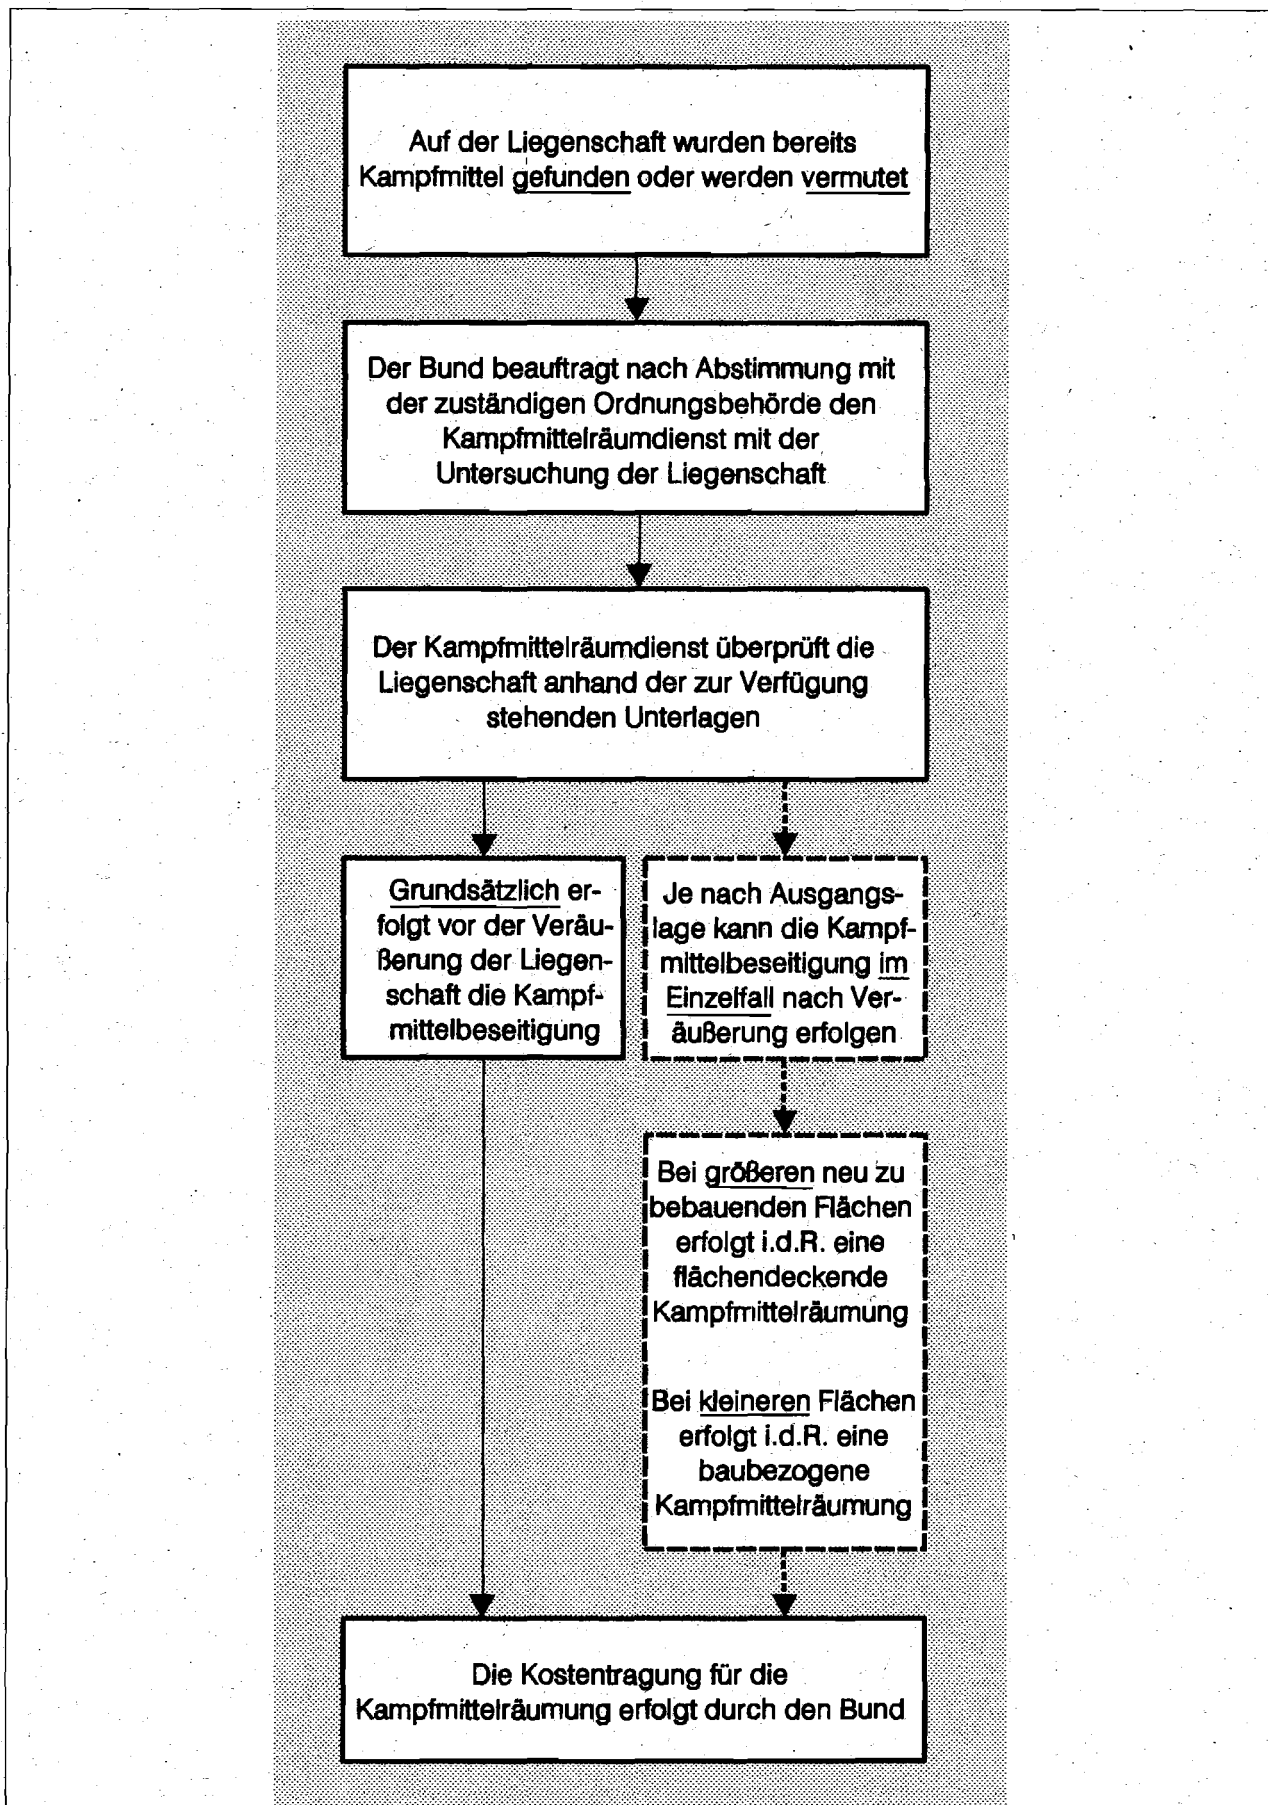 Auf der Liegenschaft wurden bereits
Kampfmittel gefunden oder werden vermutet
Der Bund beauftragt nach Abstimmung mit
der zuständigen Ordnungsbehörde den
Kampfmittelräumdienst mit der
Untersuchung der Liegenschaft
Der Kampfmittelräumdienst überprüft die
Liegenschaft anhand der zur Verfügung
stehenden Unterlagen
Grundsätzlich er-
folgt vor der Veräu-
ßerung der Liegen-
schaft die Kampf-
mittelbeseitigung
Je nach Ausgangs-
lage kann die Kampf-
mittelbeseitigung im
Einzelfall nach Ver-
äußerung erfolgen
Bei größeren neu zu
bebauenden Flächen
erfolgt i.d.R. eine
flächendeckende
Kampfmittelräumung
Bei kleineren Flächen
erfolgt i.d.R. eine
baubezogene
Kampfmittelräumung
Die Kostentragung für die
Kampfmittelräumung erfolgt durch den Bund